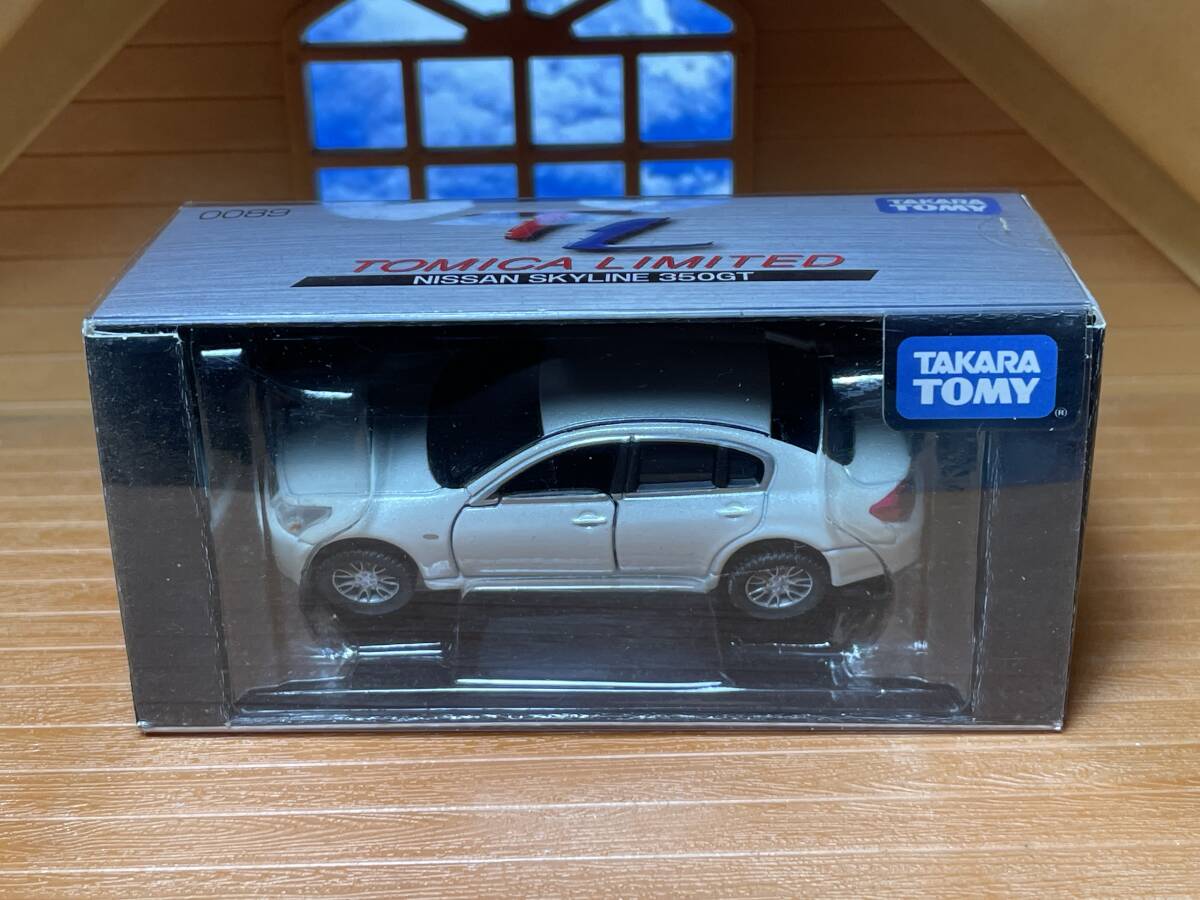 0089
TL
TAKARA
TOMY
TOMICA LIMITED
NISSAN SKYLINE 350GT
TAKARA
TOMY
®